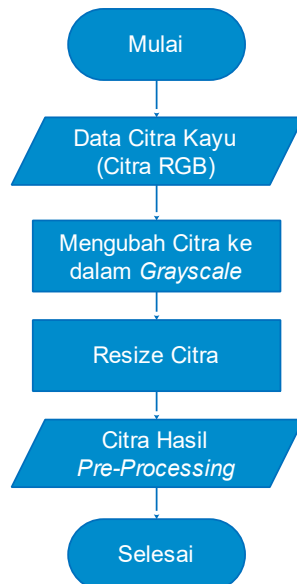 Mulai
Data Citra Kayu
(Citra RGB)
Mengubah Citra ke
dalam Grayscale
Resize Citra
Citra Hasil
Pre-Processing
Selesai